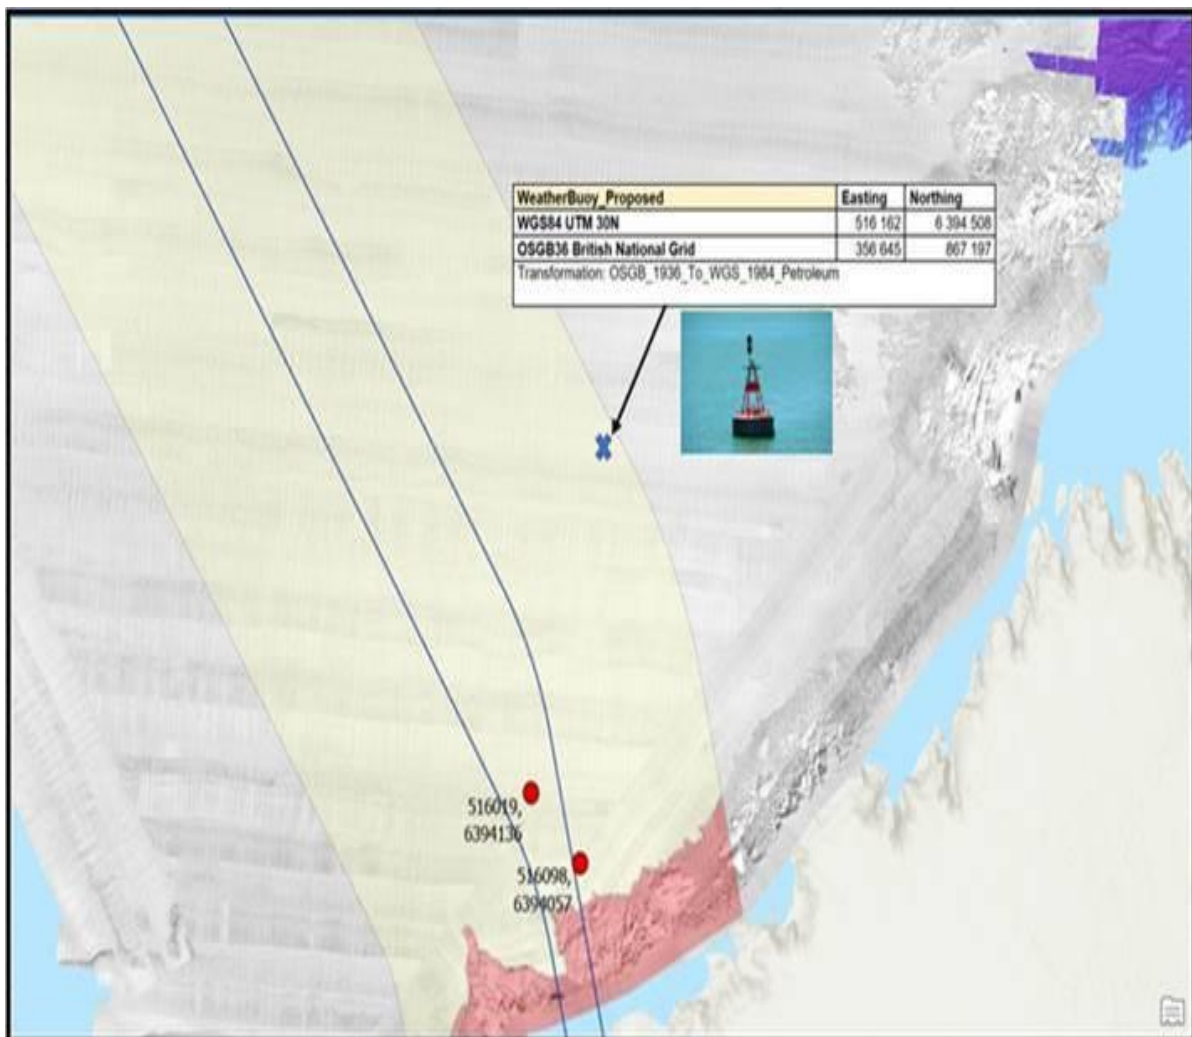 WeatherBuoy_Proposed Easting Northing
WGS84 UTM 30N 516 162 6 394 508
OSGB36 British National Grid 356 645 867 197
Transformation: OSGB_1936_To_WGS_1984_Petroleum
516019,
6394136
516098,
6394057